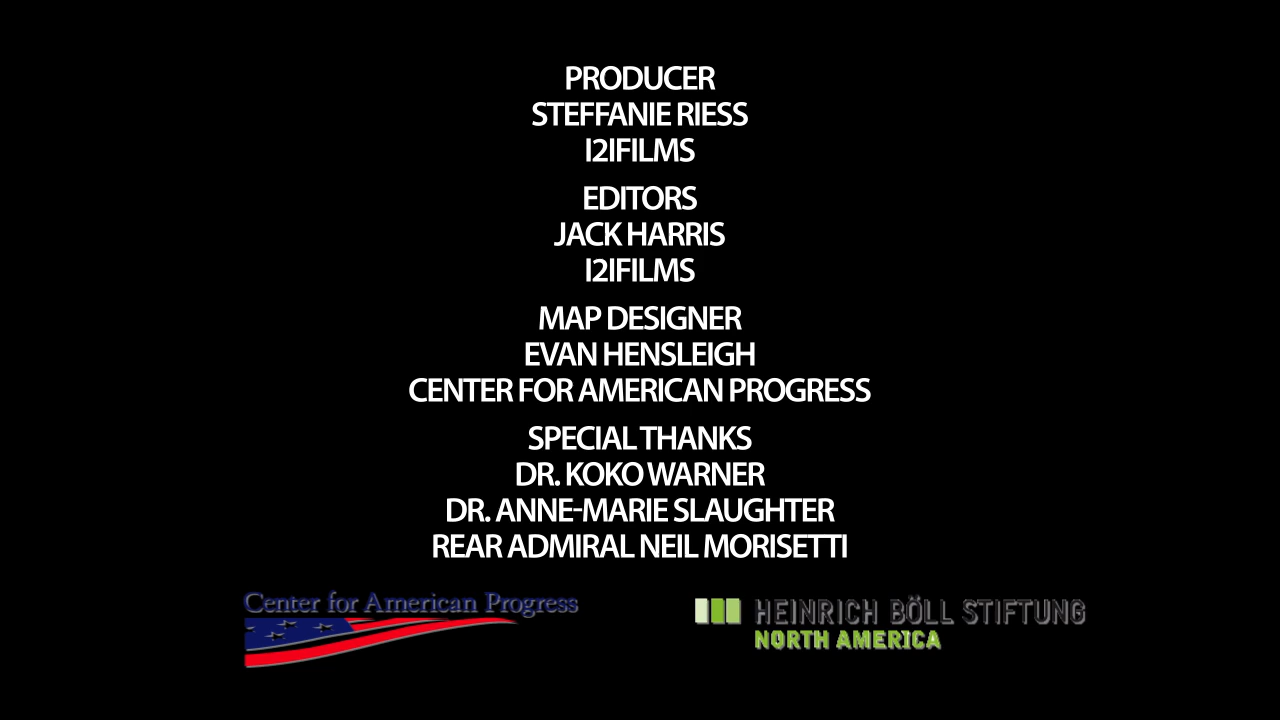 PRODUCER
STEFFANIE RIESS
I2IFILMS
EDITORS
JACK HARRIS
I2IFILMS
MAP DESIGNER
EVAN HENSLEIGH
CENTER FOR AMERICAN PROGRESS
SPECIAL THANKS
DR. KOKO WARNER
DR. ANNE-MARIE SLAUGHTER
REAR ADMIRAL NEIL MORISETTI
Center for American Progress
HEINRICH BÖLL STIFTUNG
NORTH AMERICA